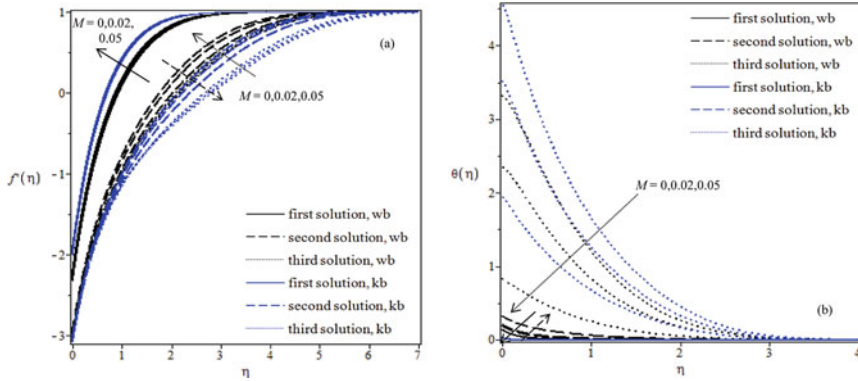 M = 0,0.02,
0.05
(a)
M = 0,0.02,0.05
f'(η)
1
0
-1
-2
-3
first solution, wb
second solution, wb
third solution, wb
first solution, kb
second solution, kb
third solution, kb
0 1 2 3 4 5 6 7
η
first solution, wb
second solution, wb
third solution, wb
first solution, kb
second solution, kb
third solution, kb
4
3
θ(η)
2
1
0
M = 0,0.02,0.05
(b)
0 1 2 3 4
η